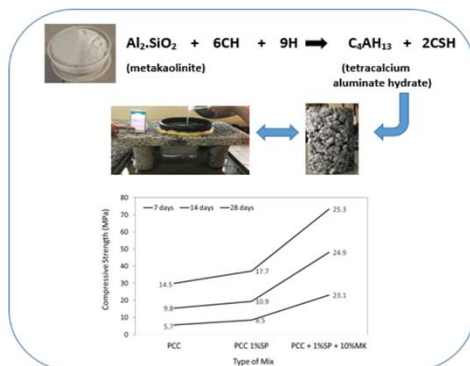 Al₂.SiO₂ + 6CH + 9H → C₄AH₁₃ + 2CSH
(metakaolinite) (tetracalcium
aluminate hydrate)
7 days 14 days 28 days
Compressive Strength (MPa)
80
70
60
50
40
30
20
10
0
14.5 17.7 25.3
9.8 10.9 24.9
5.7 8.5 23.1
PCC PCC 1%SP PCC + 1%SP + 10%MK
Type of Mix